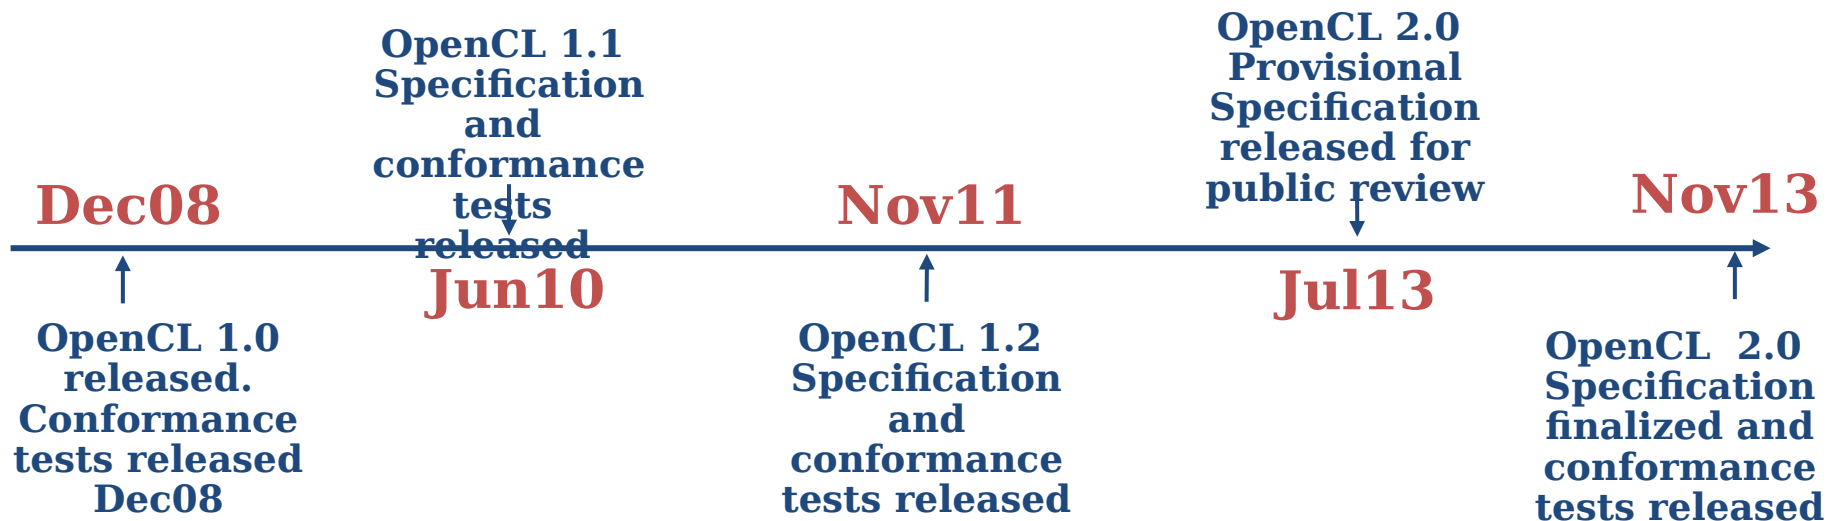 Dec08
OpenCL 1.0
released.
Conformance
tests released
Dec08
OpenCL 1.1
Specification
and
conformance
tests
released
Jun10
Nov11
OpenCL 1.2
Specification
and
conformance
tests released
OpenCL 2.0
Provisional
Specification
released for
public review
Jul13
Nov13
OpenCL  2.0
Specification
finalized and
conformance
tests released